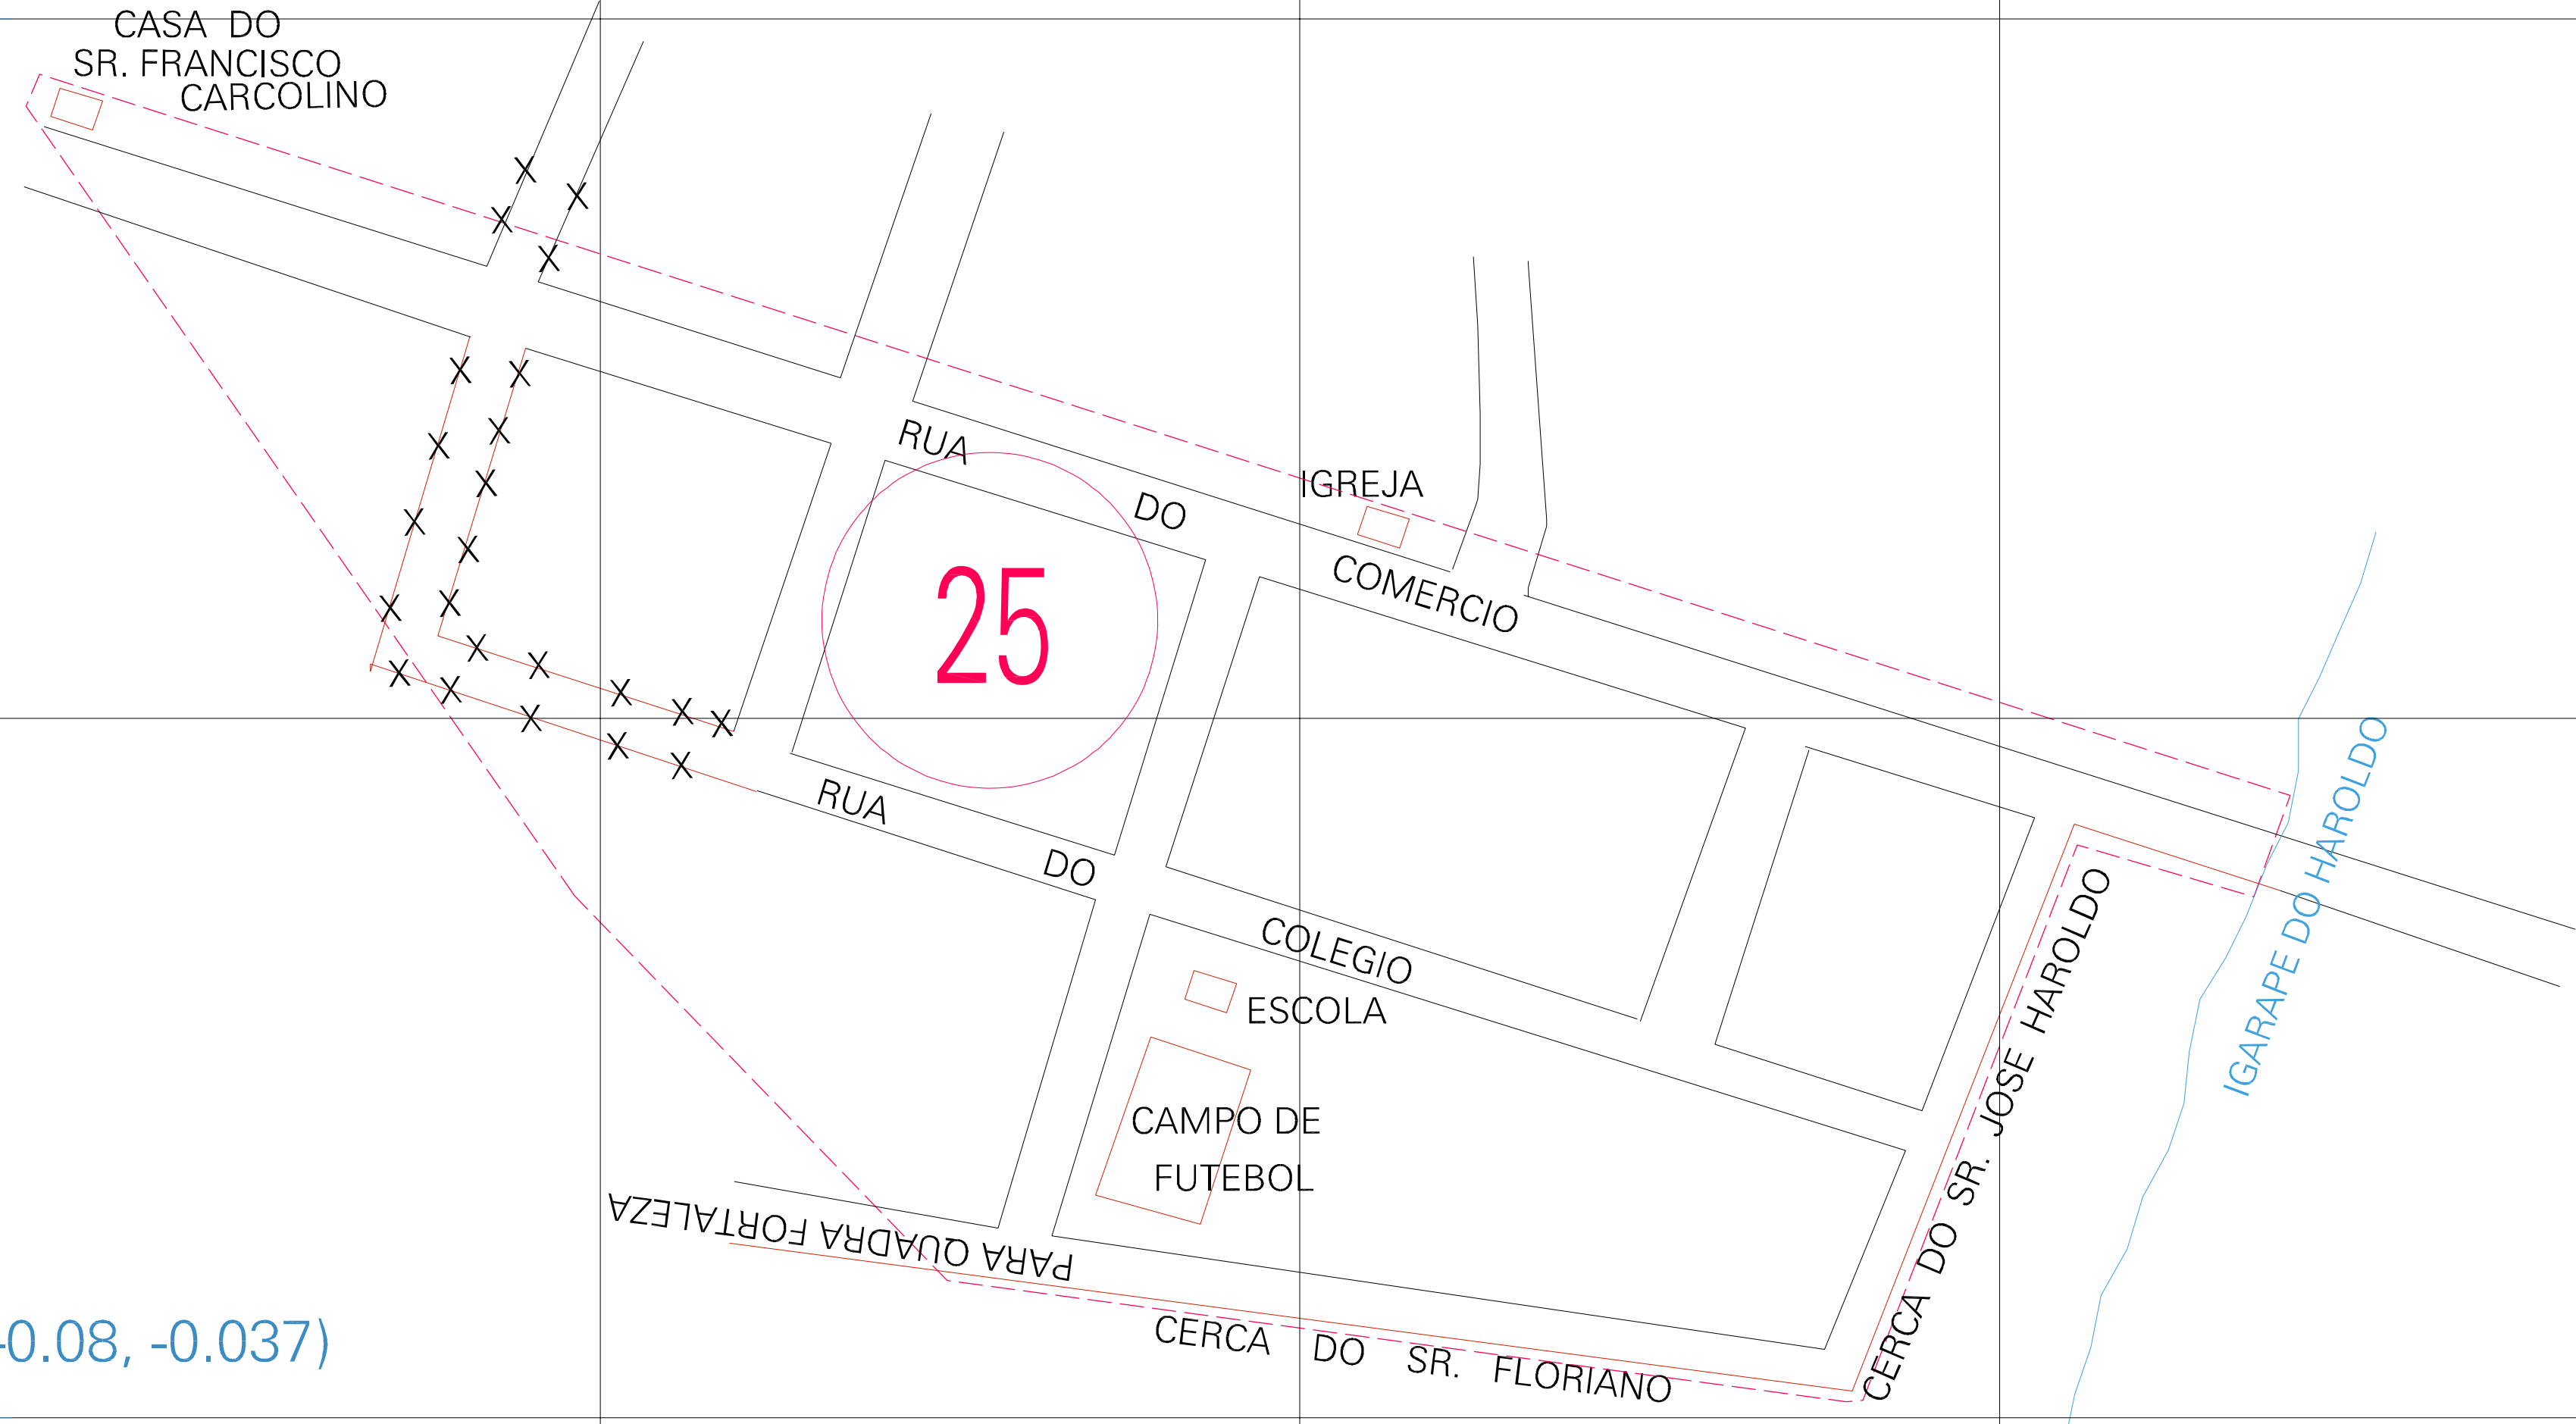 CASA DO
SR. FRANCISCO
CARCOLINO
RUA
DO
COMERCIO
IGREJA
25
RUA
DO
COLEGIO
ESCOLA
CAMPO DE
FUTEBOL
PARA QUADRA FORTALEZA
CERCA DO SR. FLORIANO
CERCA DO SR. JOSE HAROLDO
IGARAPE DO HAROLDO
-0.08, -0.037)